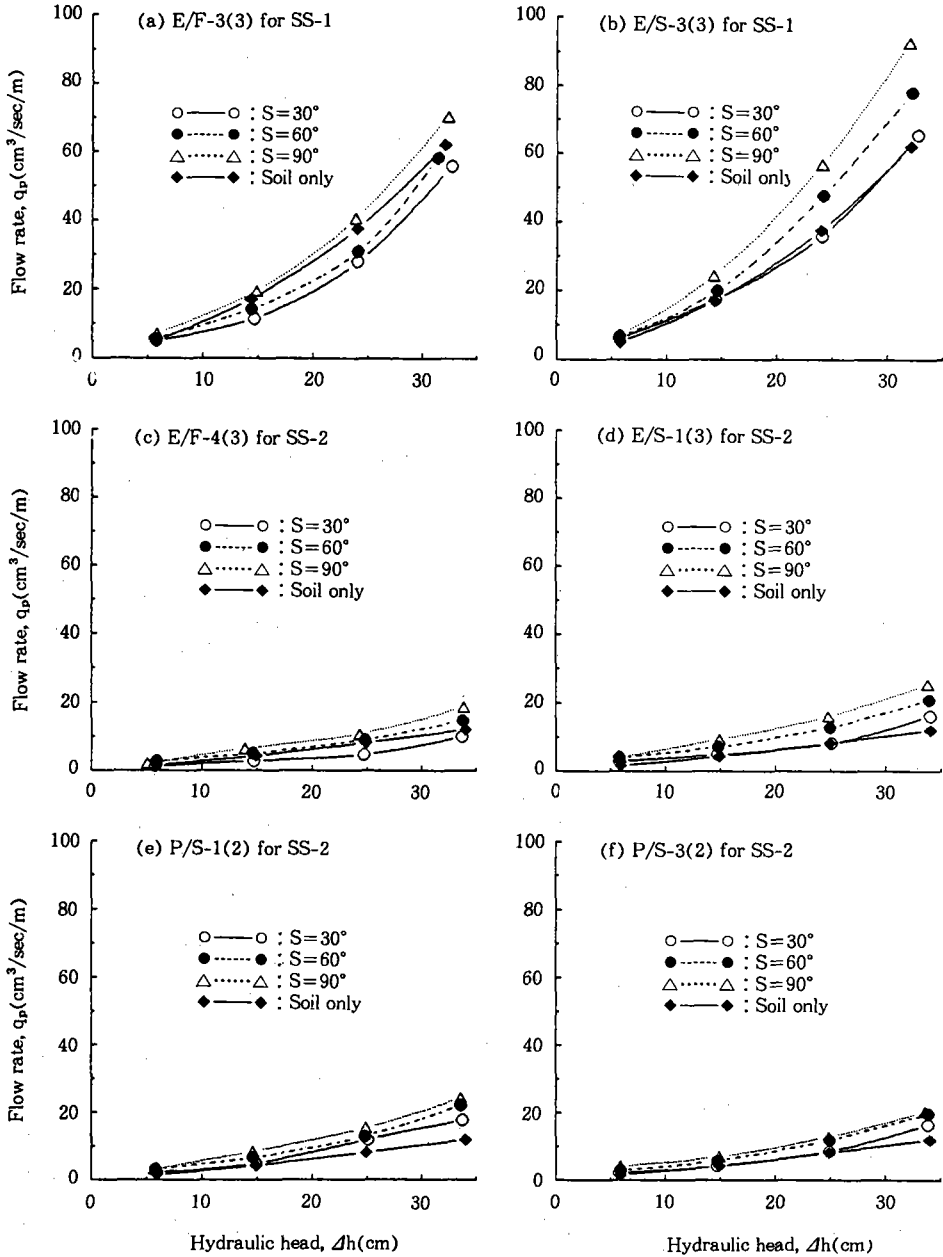 (a) E/F-3(3) for SS-1
○——○ : S=30°
●-----● : S=60°
△······△ : S=90°
◆——◆ : Soil only
Flow rate, qₚ(cm³/sec/m)
100
80
60
40
20
0
0 10 20 30
(b) E/S-3(3) for SS-1
○——○ : S=30°
●-----● : S=60°
△······△ : S=90°
◆——◆ : Soil only
100
80
60
40
20
0
0 10 20 30
(c) E/F-4(3) for SS-2
○——○ : S=30°
●-----● : S=60°
△······△ : S=90°
◆——◆ : Soil only
Flow rate, qₚ(cm³/sec/m)
100
80
60
40
20
0
0 10 20 30
(d) E/S-1(3) for SS-2
○——○ : S=30°
●-----● : S=60°
△······△ : S=90°
◆——◆ : Soil only
100
80
60
40
20
0
0 10 20 30
(e) P/S-1(2) for SS-2
○——○ : S=30°
●-----● : S=60°
△······△ : S=90°
◆——◆ : Soil only
Flow rate, qₚ(cm³/sec/m)
100
80
60
40
20
0
0 10 20 30
Hydraulic head, Δh(cm)
(f) P/S-3(2) for SS-2
○——○ : S=30°
●-----● : S=60°
△······△ : S=90°
◆——◆ : Soil only
100
80
60
40
20
0
0 10 20 30
Hydraulic head, Δh(cm)